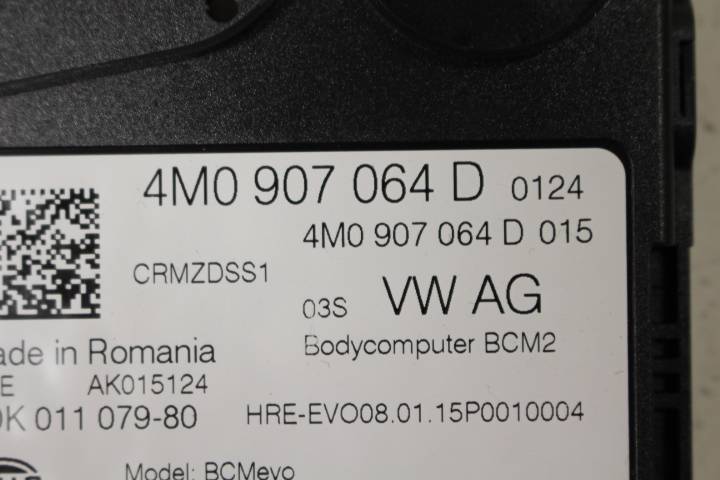 4M0 907 064 D 0124
4M0 907 064 D 015
CRMZDSS1
03S VW AG
ade in Romania Bodycomputer BCM2
E AK015124
0K 011 079-80 HRE-EVO08.01.15P0010004
Model: BCMevo